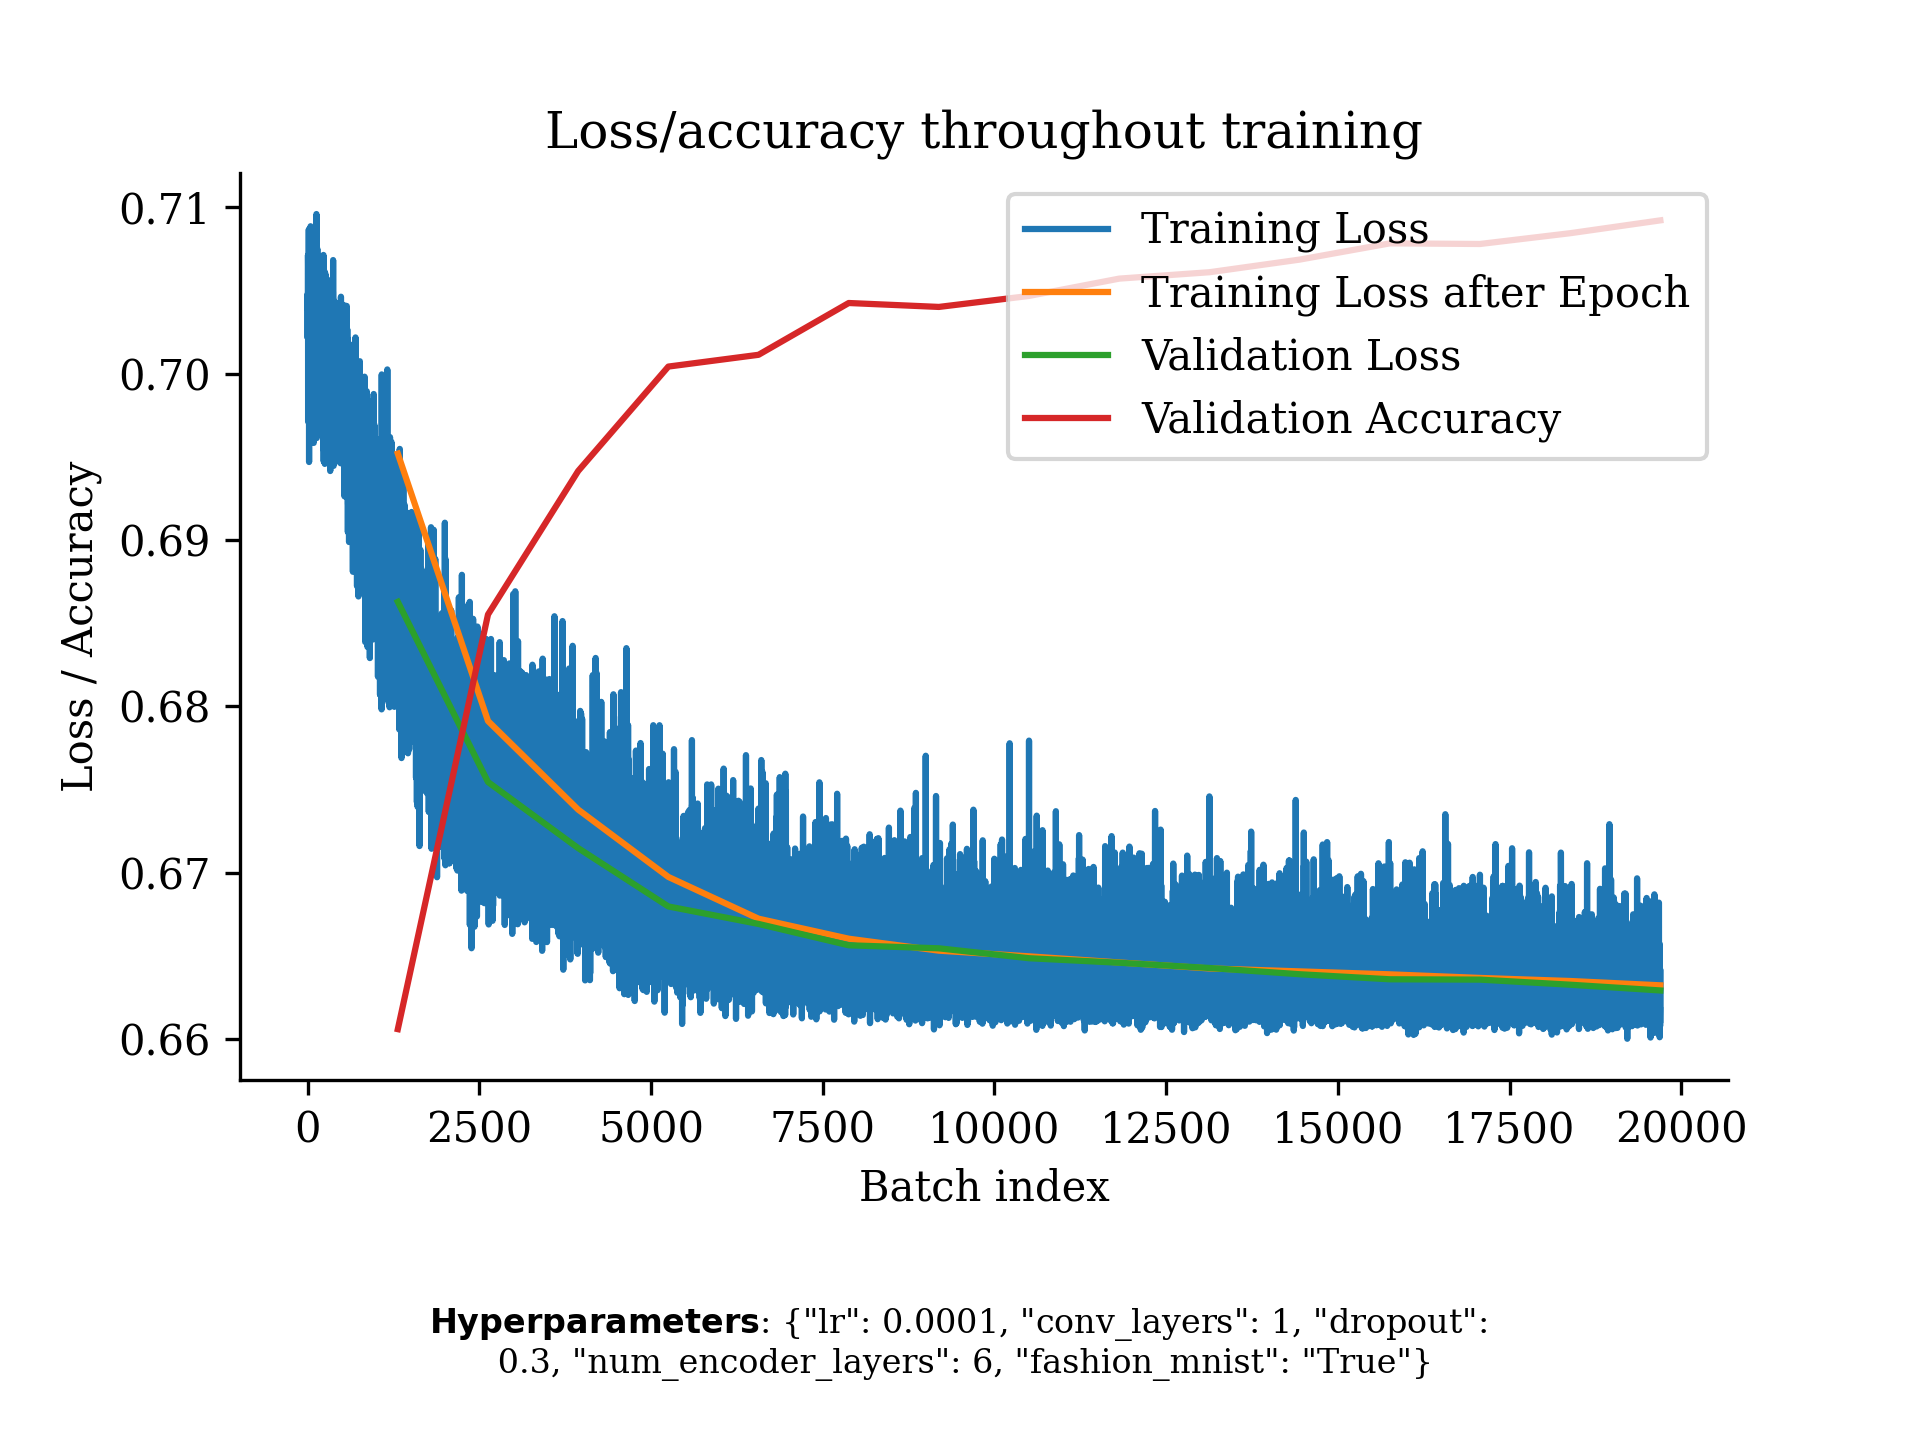 Loss/accuracy throughout training
Training Loss
Training Loss after Epoch
Validation Loss
Validation Accuracy
Loss / Accuracy
0.71
0.70
0.69
0.68
0.67
0.66
0 2500 5000 7500 10000 12500 15000 17500 20000
Batch index
Hyperparameters: {"lr": 0.0001, "conv_layers": 1, "dropout":
0.3, "num_encoder_layers": 6, "fashion_mnist": "True"}